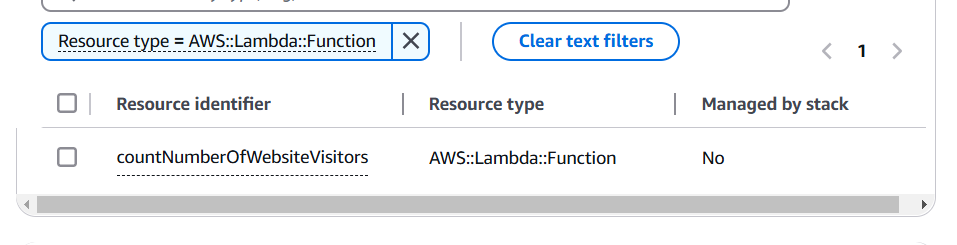 Resource type = AWS::Lambda::Function
Clear text filters
1
Resource identifier Resource type Managed by stack
countNumberOfWebsiteVisitors AWS::Lambda::Function No